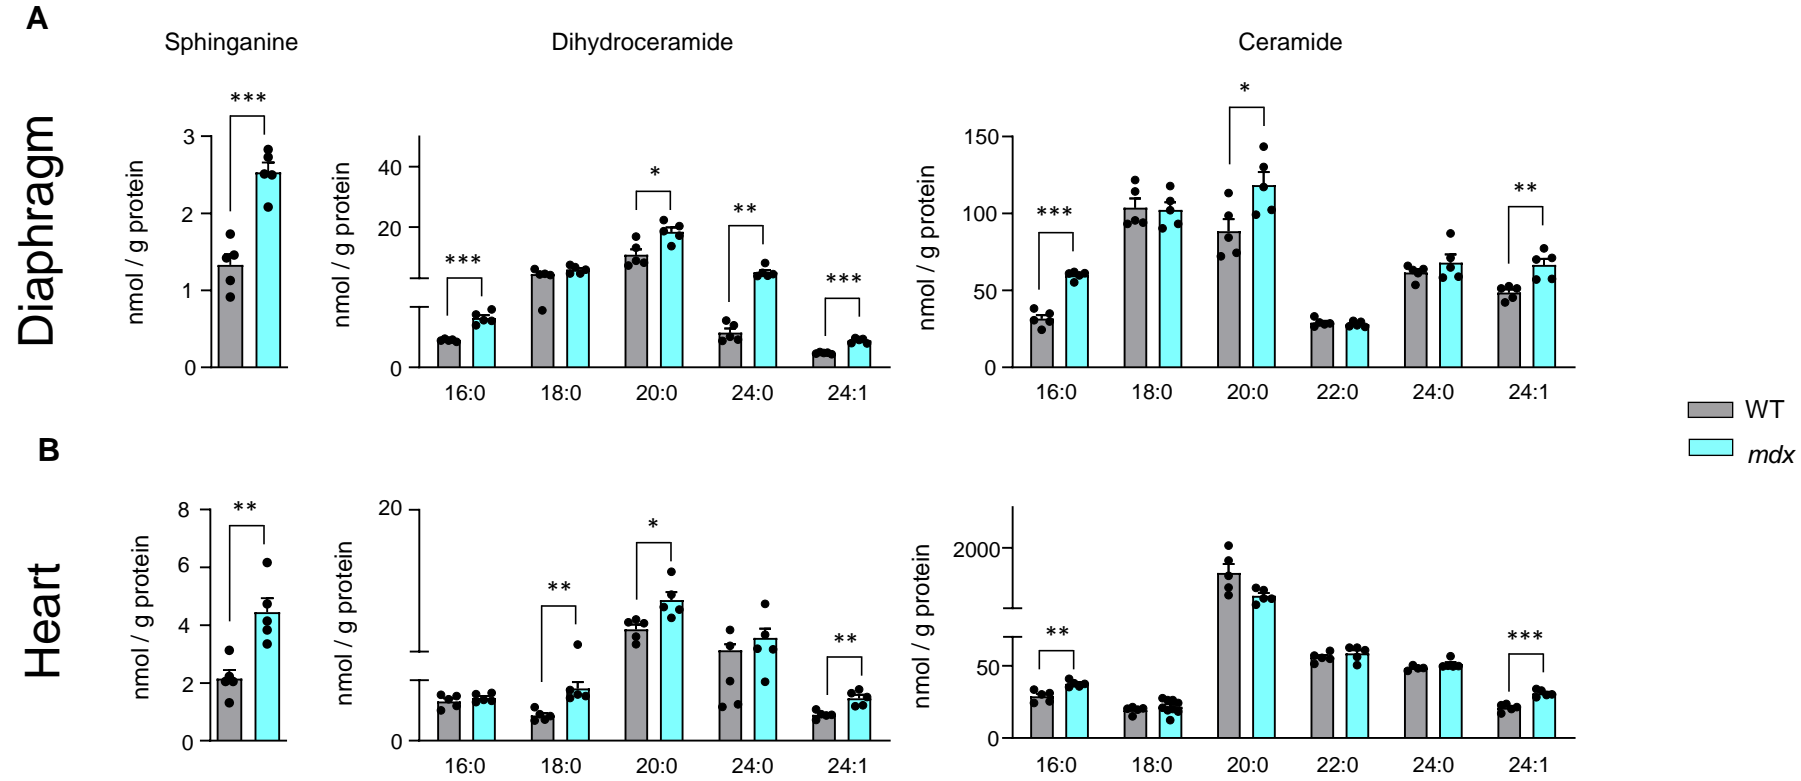 A
Sphinganine Dihydroceramide Ceramide
Diaphragm
nmol / g protein
3
2
1
0
***
nmol / g protein
40
20
0
*** * ** ***
16:0 18:0 20:0 24:0 24:1
nmol / g protein
150
100
50
0
*** * **
16:0 18:0 20:0 22:0 24:0 24:1
WT
mdx
B
Heart
nmol / g protein
8
6
4
2
0
**
nmol / g protein
20
0
** * **
16:0 18:0 20:0 24:0 24:1
nmol / g protein
2000
50
0
** ***
16:0 18:0 20:0 22:0 24:0 24:1